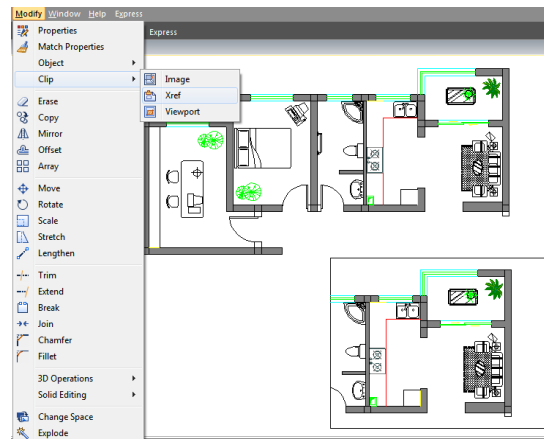 Modify Window Help Express
Properties
Express
Match Properties
Object
Clip
Image
Xref
Viewport
Erase
Copy
Mirror
Offset
Array
Move
Rotate
Scale
Stretch
Lengthen
Trim
Extend
Break
Join
Chamfer
Fillet
3D Operations
Solid Editing
Change Space
Explode